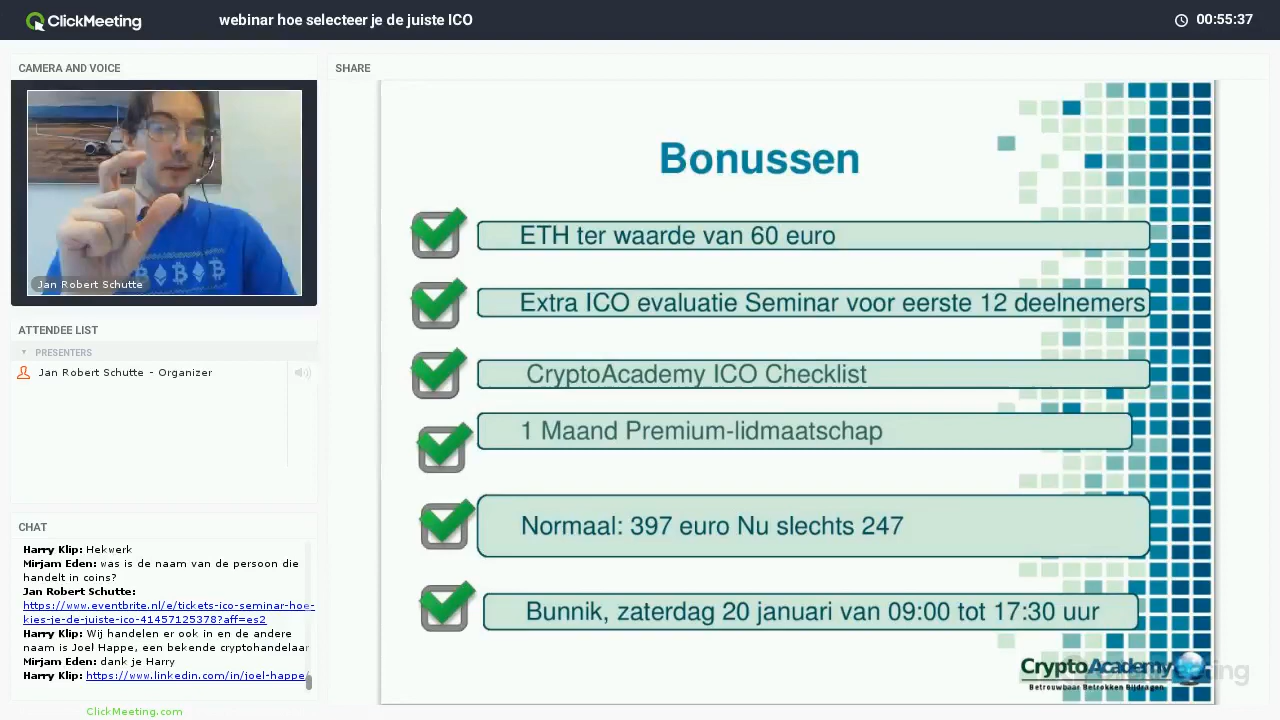 ClickMeeting
webinar hoe selecteer je de juiste ICO
00:55:37
CAMERA AND VOICE
Jan Robert Schutte
ATTENDEE LIST
PRESENTERS
Jan Robert Schutte - Organizer
CHAT
Harry Klip: Hekwerk
Mirjam Eden: was is de naam van de persoon die
handelt in coins?
Jan Robert Schutte:
https://www.eventbrite.nl/e/tickets-ico-seminar-hoe-
kies-je-de-juiste-ico-41457125378?aff=es2
Harry Klip: Wij handelen er ook in en de andere
naam is Joel Happe, een bekende cryptohandelaar
Mirjam Eden: dank je Harry
Harry Klip: https://www.linkedin.com/in/joel-happe/
ClickMeeting.com
SHARE
Bonussen
ETH ter waarde van 60 euro
Extra ICO evaluatie Seminar voor eerste 12 deelnemers
CryptoAcademy ICO Checklist
1 Maand Premium-lidmaatschap
Normaal: 397 euro Nu slechts 247
Bunnik, zaterdag 20 januari van 09:00 tot 17:30 uur
CryptoAcademy
Betrouwbaar Betrokken Bijdragen
ClickMeeting